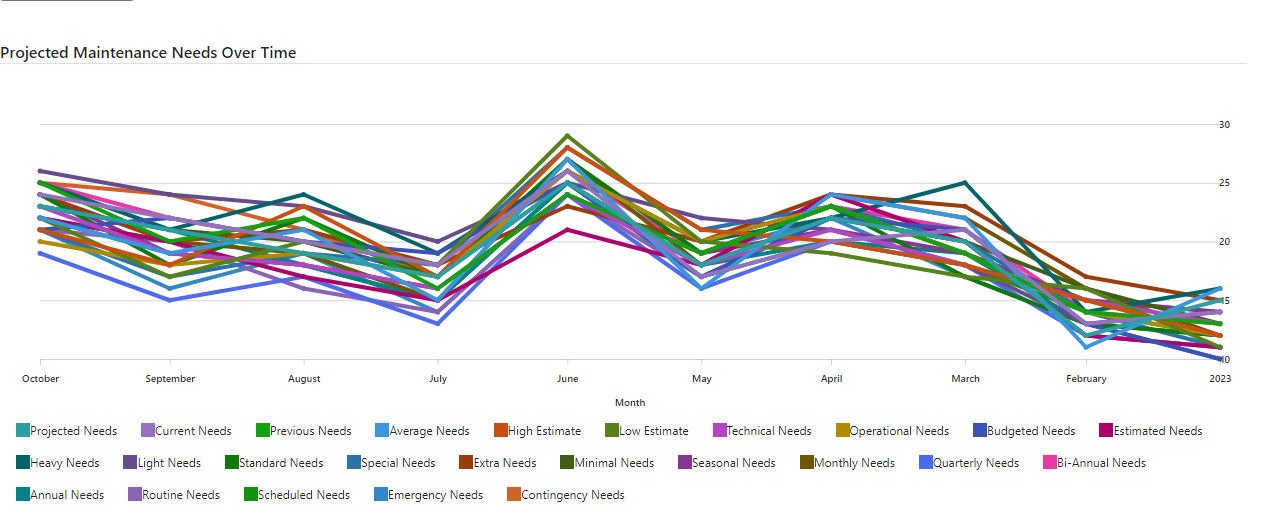 Projected Maintenance Needs Over Time
30
25
20
15
10
October September August July June May April March February 2023
Month
Projected Needs Current Needs Previous Needs Average Needs High Estimate Low Estimate Technical Needs Operational Needs Budgeted Needs Estimated Needs
Heavy Needs Light Needs Standard Needs Special Needs Extra Needs Minimal Needs Seasonal Needs Monthly Needs Quarterly Needs Bi-Annual Needs
Annual Needs Routine Needs Scheduled Needs Emergency Needs Contingency Needs